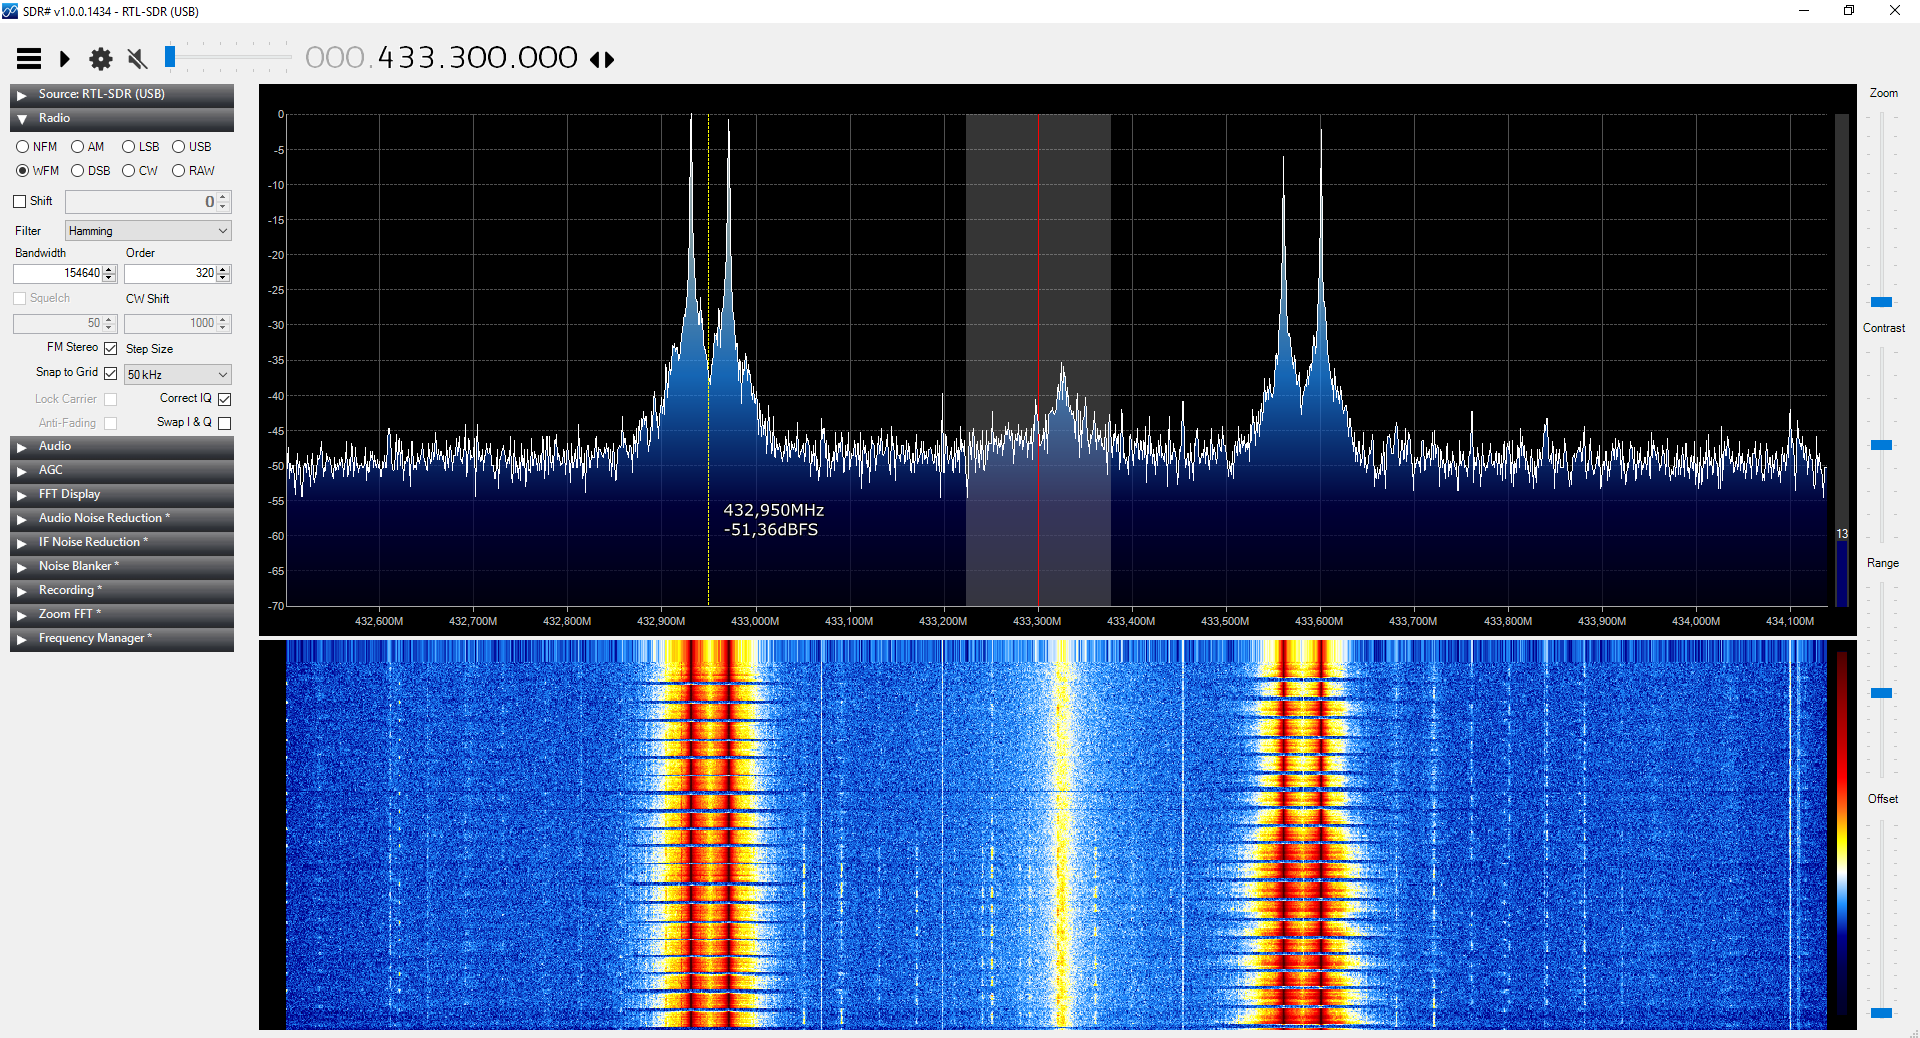 SDR# v1.0.0.1434 - RTL-SDR (USB)
000.433.300.000
Source: RTL-SDR (USB)
Radio
NFM AM LSB USB
WFM DSB CW RAW
Shift 0
Filter Hamming
Bandwidth Order
154640 320
Squelch CW Shift
50 1000
FM Stereo Step Size
Snap to Grid 50 kHz
Lock Carrier Correct IQ
Anti-Fading Swap I & Q
Audio
AGC
FFT Display
Audio Noise Reduction *
IF Noise Reduction *
Noise Blanker *
Recording *
Zoom FFT *
Frequency Manager *
0
-5
-10
-15
-20
-25
-30
-35
-40
-45
-50
-55
-60
-65
-70
432,950MHz
-51,36dBFS
432,600M 432,700M 432,800M 432,900M 433,000M 433,100M 433,200M 433,300M 433,400M 433,500M 433,600M 433,700M 433,800M 433,900M 434,000M 434,100M
13
Zoom
Contrast
Range
Offset